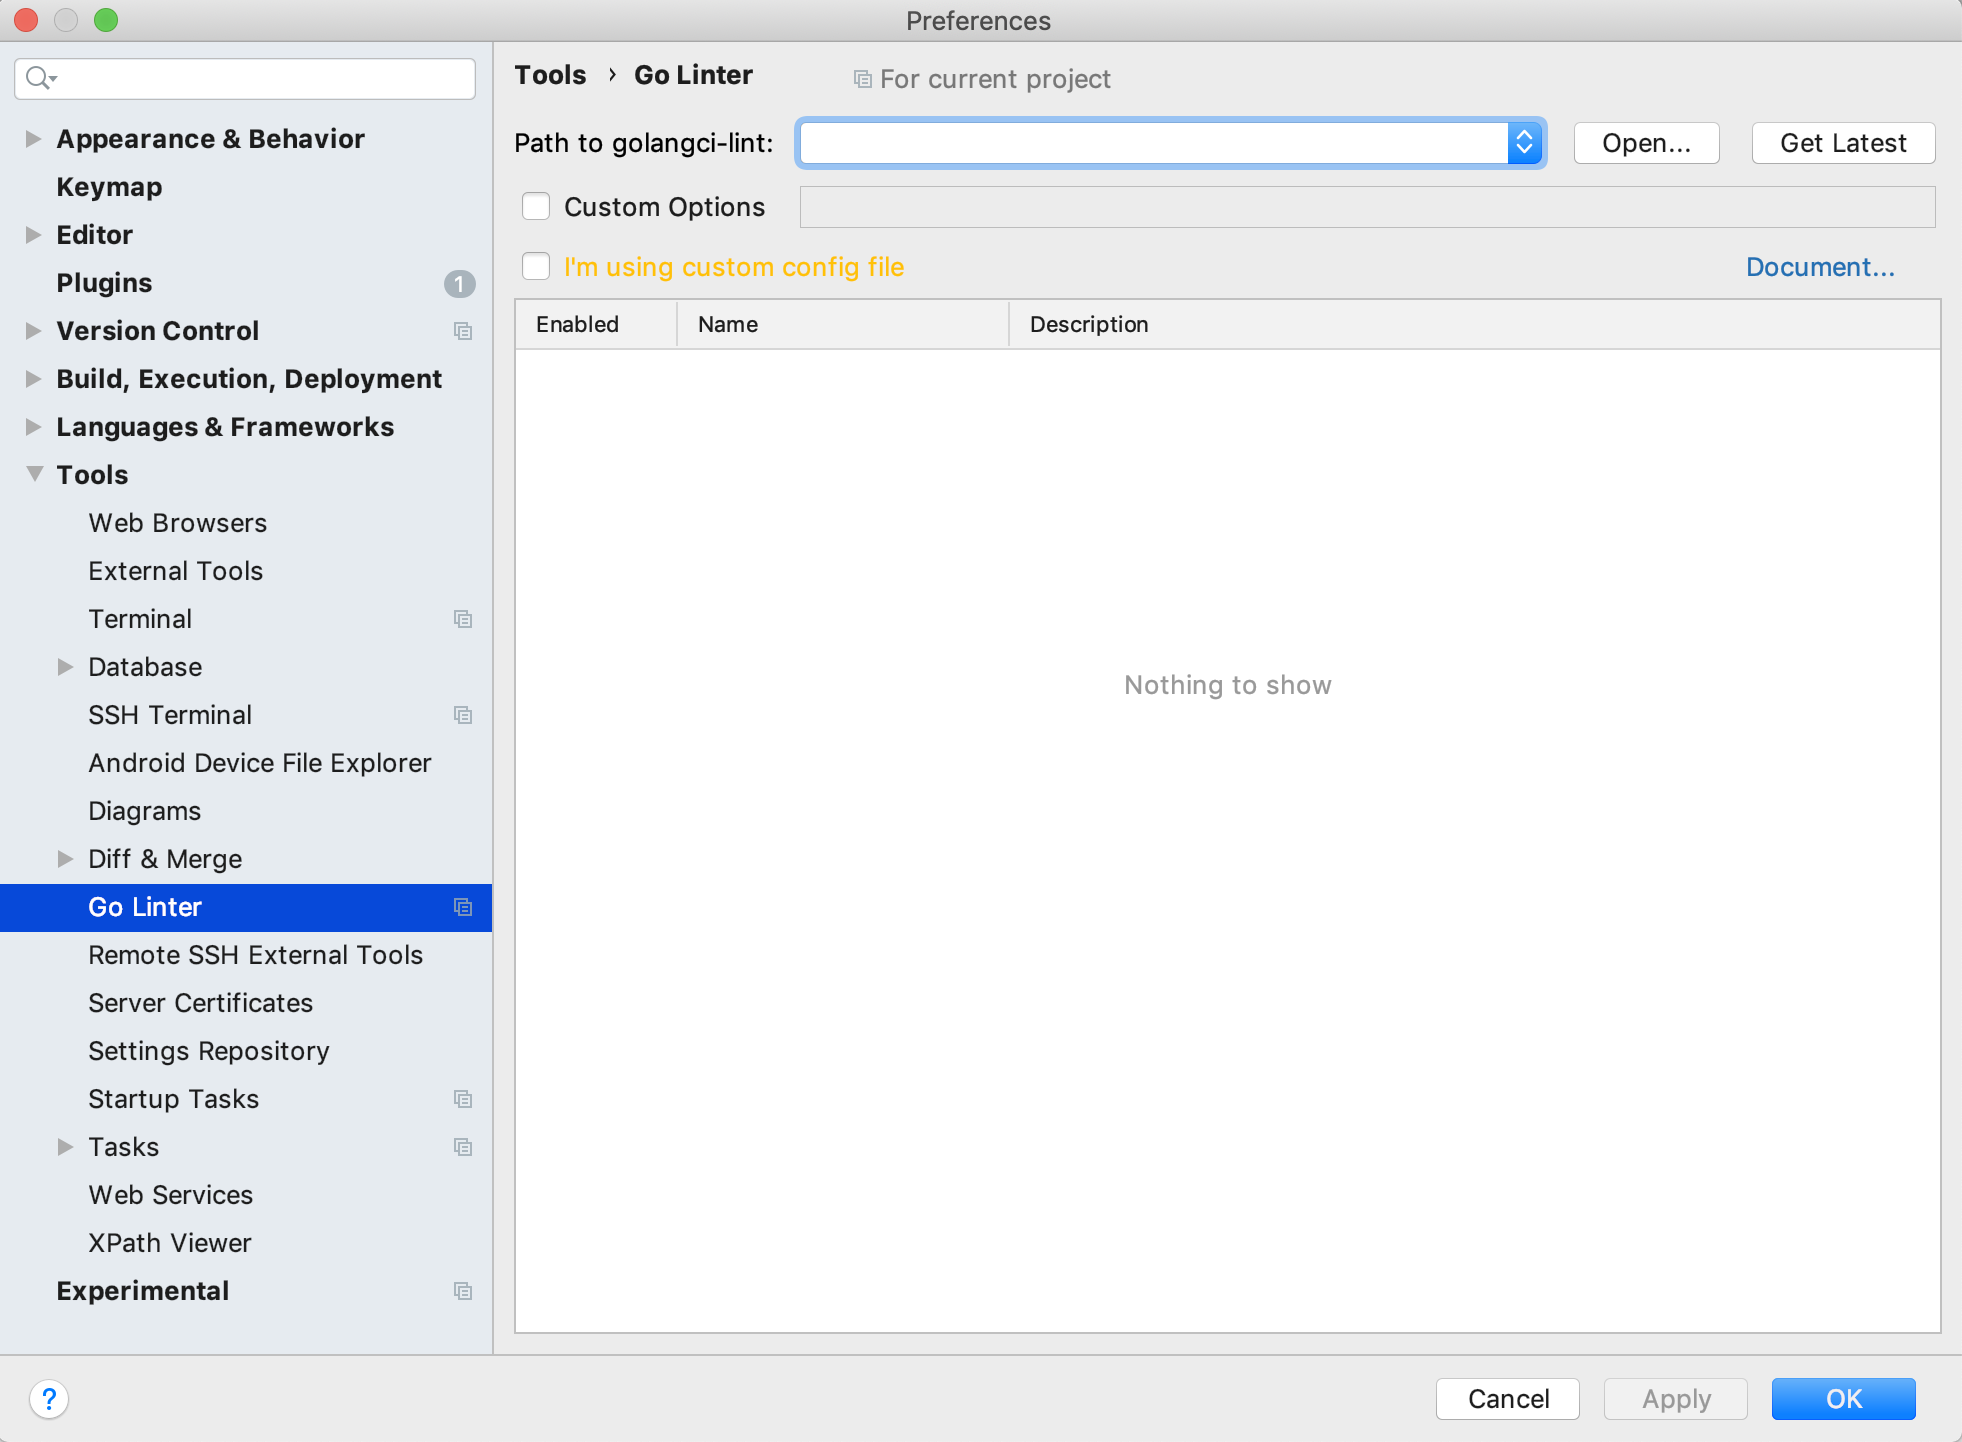 Preferences
Appearance & Behavior
Keymap
Editor
Plugins 1
Version Control
Build, Execution, Deployment
Languages & Frameworks
Tools
Web Browsers
External Tools
Terminal
Database
SSH Terminal
Android Device File Explorer
Diagrams
Diff & Merge
Go Linter
Remote SSH External Tools
Server Certificates
Settings Repository
Startup Tasks
Tasks
Web Services
XPath Viewer
Experimental
Tools › Go Linter For current project
Path to golangci-lint: Open... Get Latest
Custom Options
I'm using custom config file Document...
Enabled Name Description
Nothing to show
? Cancel Apply OK